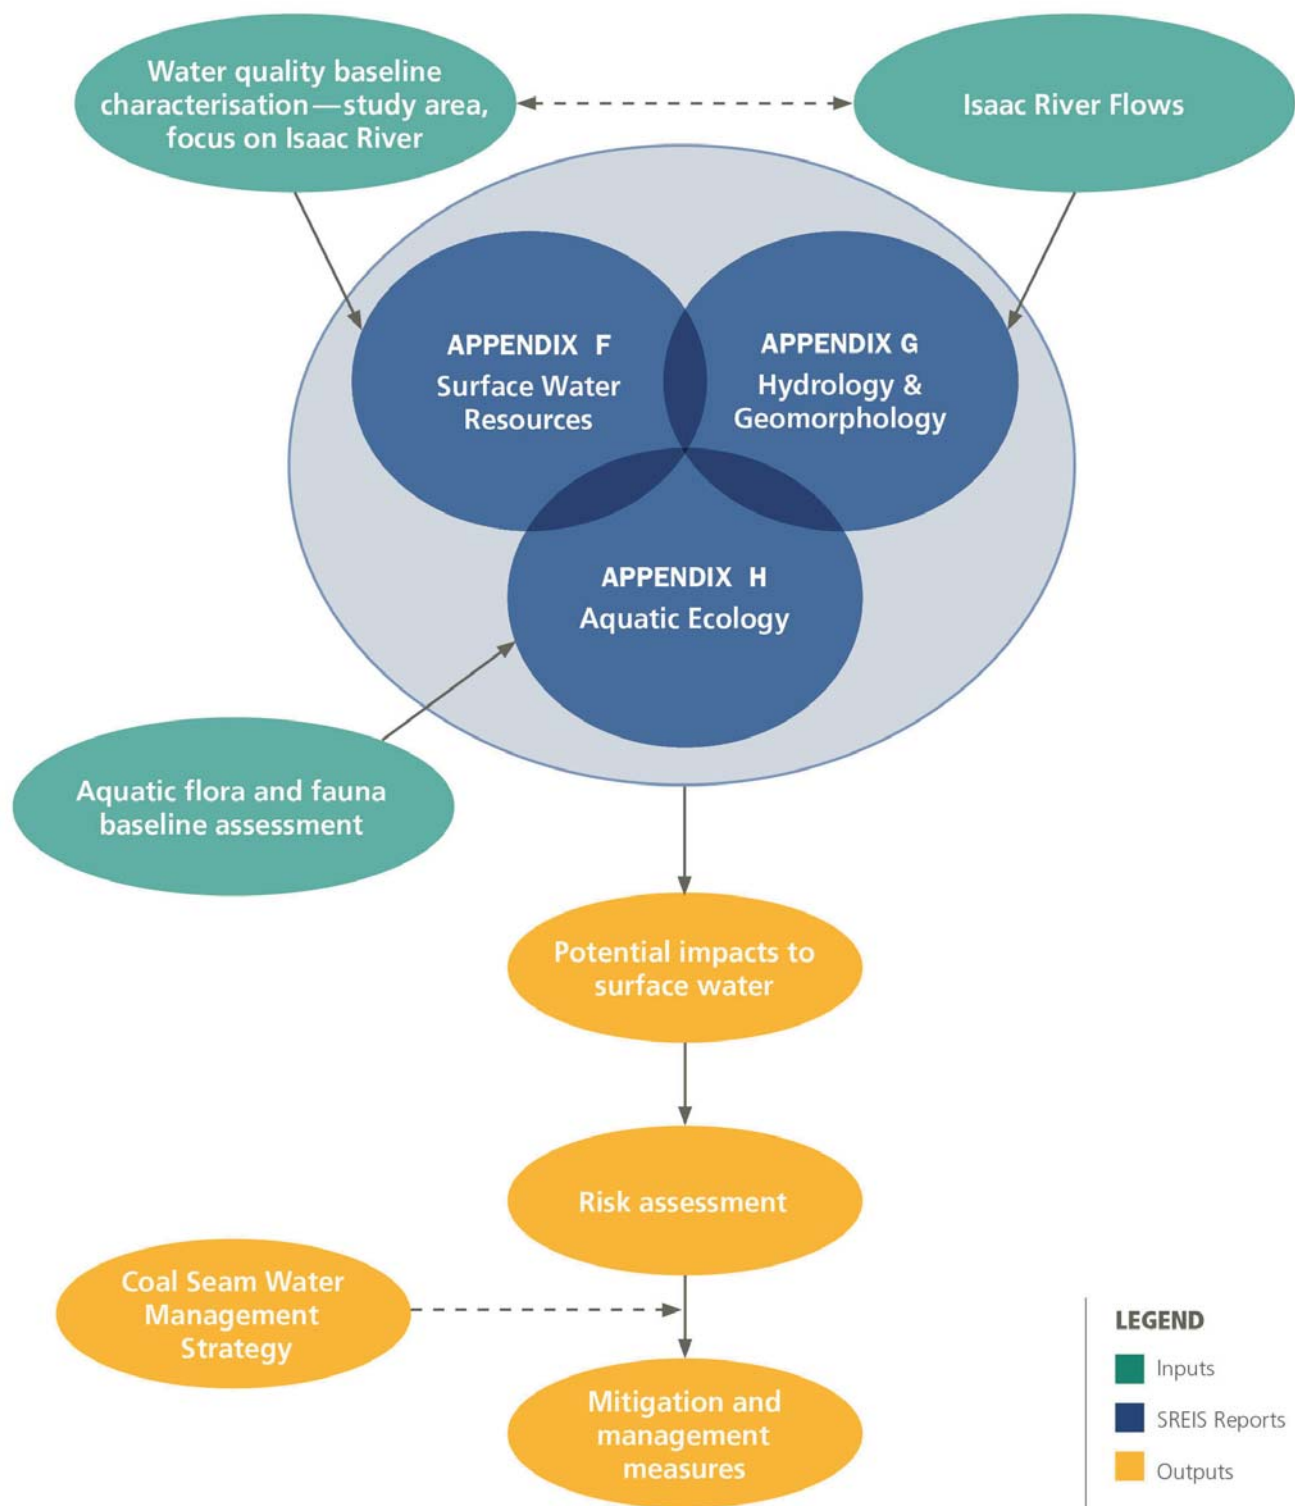 Water quality baseline
characterisation—study area,
focus on Isaac River
Isaac River Flows
APPENDIX F
Surface Water
Resources
APPENDIX G
Hydrology &
Geomorphology
APPENDIX H
Aquatic Ecology
Aquatic flora and fauna
baseline assessment
Potential impacts to
surface water
Risk assessment
Coal Seam Water
Management
Strategy
Mitigation and
management
measures
LEGEND
Inputs
SREIS Reports
Outputs